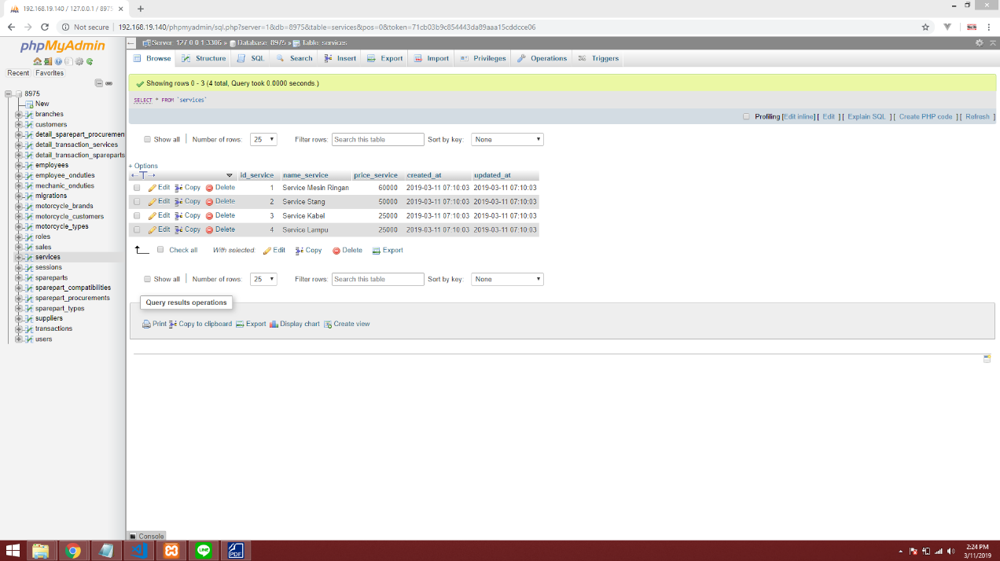 192.168.19.140 / 127.0.0.1 / 8975
Not secure
192.168.19.140/phpmyadmin/sql.php?server=1&db=8975&table=services&pos=0&token=71cb03b9c854443da89aaa15cddcce06
phpMyAdmin
Recent Favorites
8975
New
branches
customers
detail_sparepart_procuremen
detail_transaction_services
detail_transaction_spareparts
employees
employee_onduties
mechanic_onduties
migrations
motorcycle_brands
motorcycle_customers
motorcycle_types
roles
sales
services
sessions
spareparts
sparepart_compatibilities
sparepart_procurements
sparepart_types
suppliers
transactions
users
Server: 127.0.0.1:3306 » Database: 8975 » Table: services
Browse Structure SQL Search Insert Export Import Privileges Operations Triggers
Showing rows 0 - 3 (4 total, Query took 0.0000 seconds.)
SELECT * FROM `services`
Profiling [Edit inline] [ Edit ] [ Explain SQL ] [ Create PHP code ] [ Refresh ]
Show all | Number of rows: 25 Filter rows: Search this table Sort by key: None
+ Options
←T→ id_service name_service price_service created_at updated_at
Edit Copy Delete 1 Service Mesin Ringan 60000 2019-03-11 07:10:03 2019-03-11 07:10:03
Edit Copy Delete 2 Service Stang 50000 2019-03-11 07:10:03 2019-03-11 07:10:03
Edit Copy Delete 3 Service Kabel 25000 2019-03-11 07:10:03 2019-03-11 07:10:03
Edit Copy Delete 4 Service Lampu 25000 2019-03-11 07:10:03 2019-03-11 07:10:03
Check all With selected: Edit Copy Delete Export
Show all | Number of rows: 25 Filter rows: Search this table Sort by key: None
Query results operations
Print Copy to clipboard Export Display chart Create view
Console
LINE
PDF
2:24 PM
3/11/2019